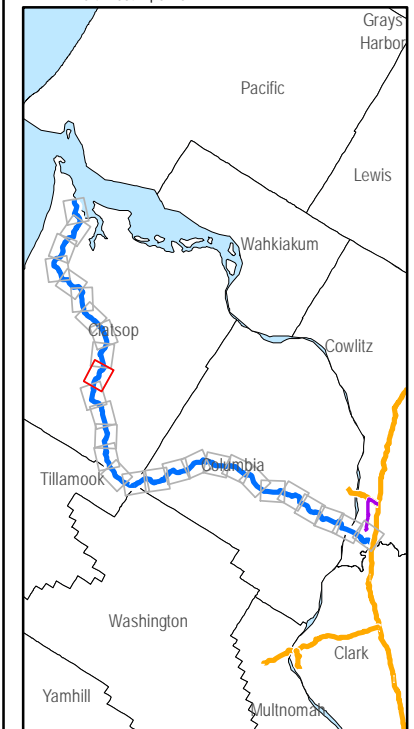 Grays
Harbor
Pacific
Lewis
Wahkiakum
Clatsop
Cowlitz
Tillamook
Columbia
Washington
Clark
Yamhill
Multnomah